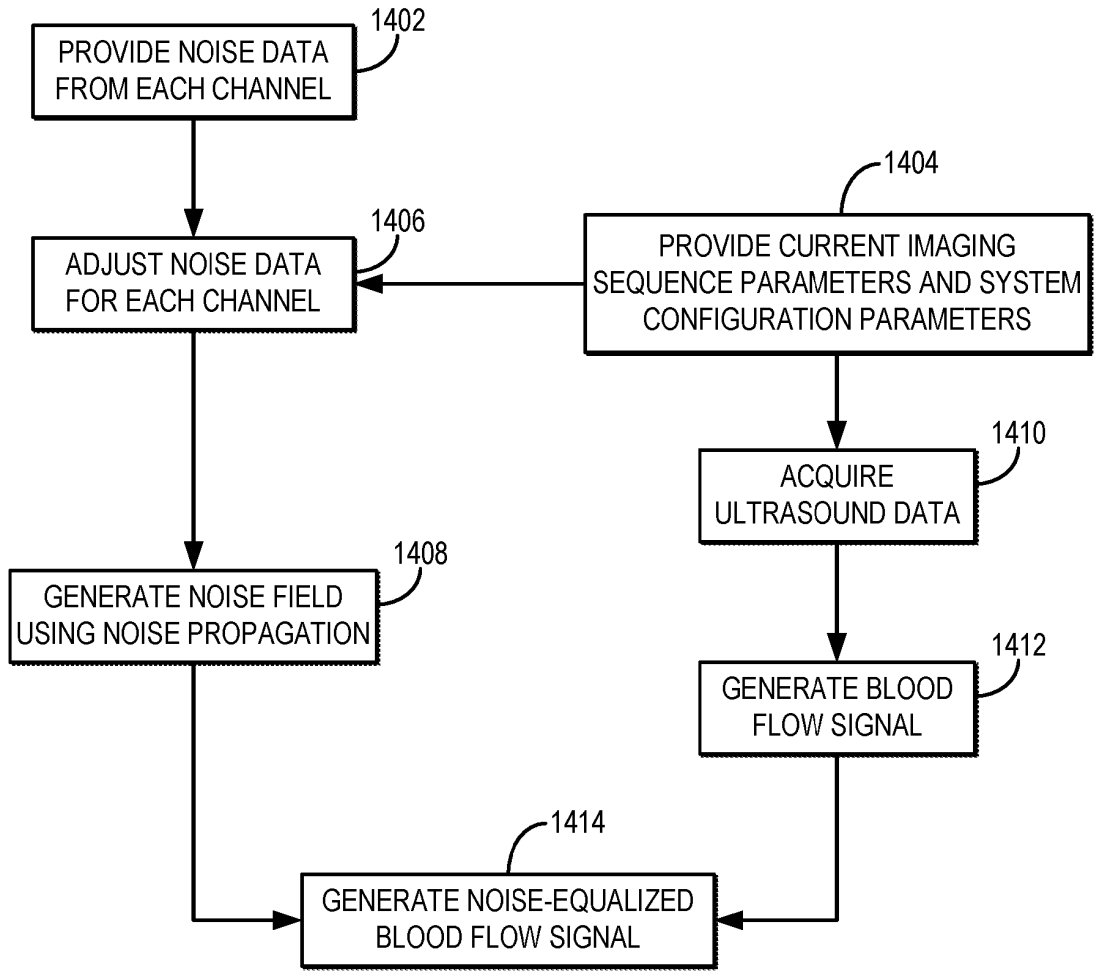 1402
PROVIDE NOISE DATA
FROM EACH CHANNEL
1404
1406
ADJUST NOISE DATA
FOR EACH CHANNEL
PROVIDE CURRENT IMAGING
SEQUENCE PARAMETERS AND SYSTEM
CONFIGURATION PARAMETERS
1410
ACQUIRE
ULTRASOUND DATA
1408
GENERATE NOISE FIELD
USING NOISE PROPAGATION
1412
GENERATE BLOOD
FLOW SIGNAL
1414
GENERATE NOISE-EQUALIZED
BLOOD FLOW SIGNAL